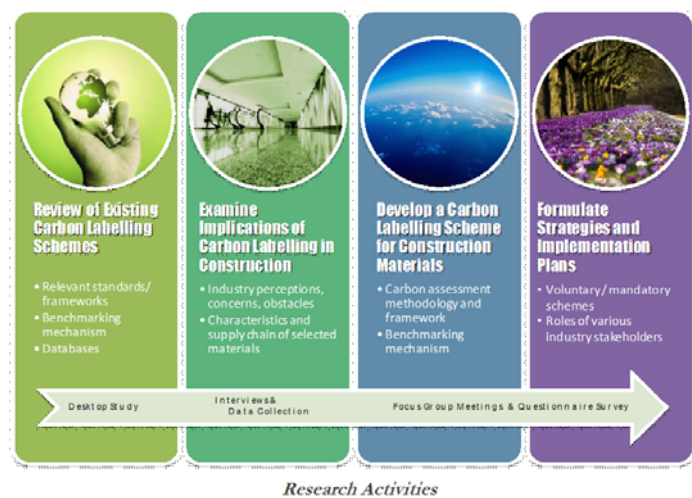 Review of Existing
Carbon Labelling
Schemes
• Relevant standards/
frameworks
• Benchmarking
mechanism
• Databases
Examine
Implications of
Carbon Labelling in
Construction
• Industry perceptions,
concerns, obstacles
• Characteristics and
supply chain of selected
materials
Develop a Carbon
Labelling Scheme
for Construction
Materials
• Carbon assessment
methodology and
framework
• Benchmarking
mechanism
Formulate
Strategies and
Implementation
Plans
• Voluntary/mandatory
schemes
• Roles of various
industry stakeholders
Desktop Study
Interviews &
Data Collection
Focus Group Meetings & Questionnaire Survey
Research Activities